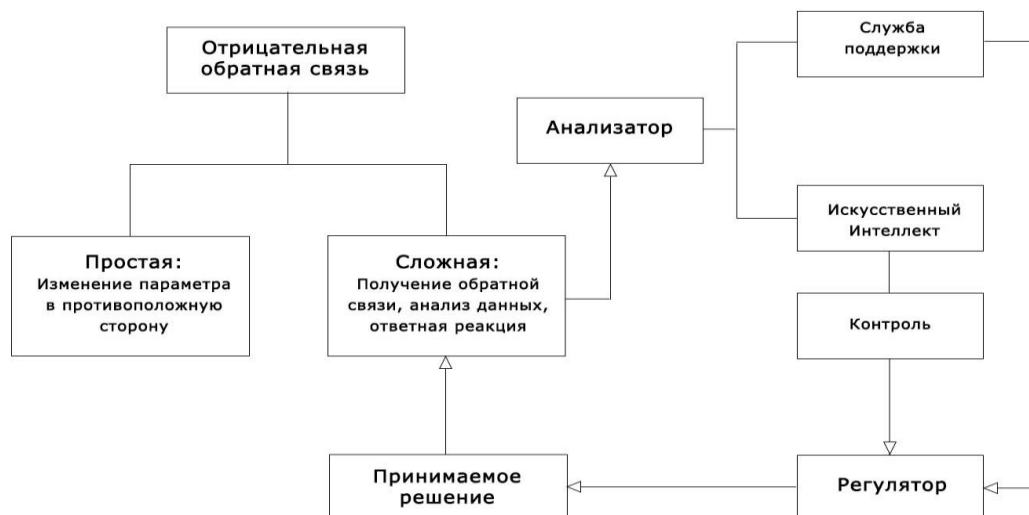 Отрицательная
обратная связь
Служба
поддержки
Анализатор
Простая:
Изменение параметра
в противоположную
сторону
Сложная:
Получение обратной
связи, анализ данных,
ответная реакция
Искусственный
Интеллект
Контроль
Принимаемое
решение
Регулятор